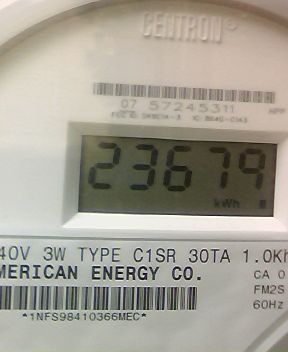 CENTRON®
07 57245311
23679
kWh
40V 3W TYPE C1SR 30TA 1.0Kh
MERICAN ENERGY CO.
CA 0
FM2S
60Hz
*1NFS98410366MEC*